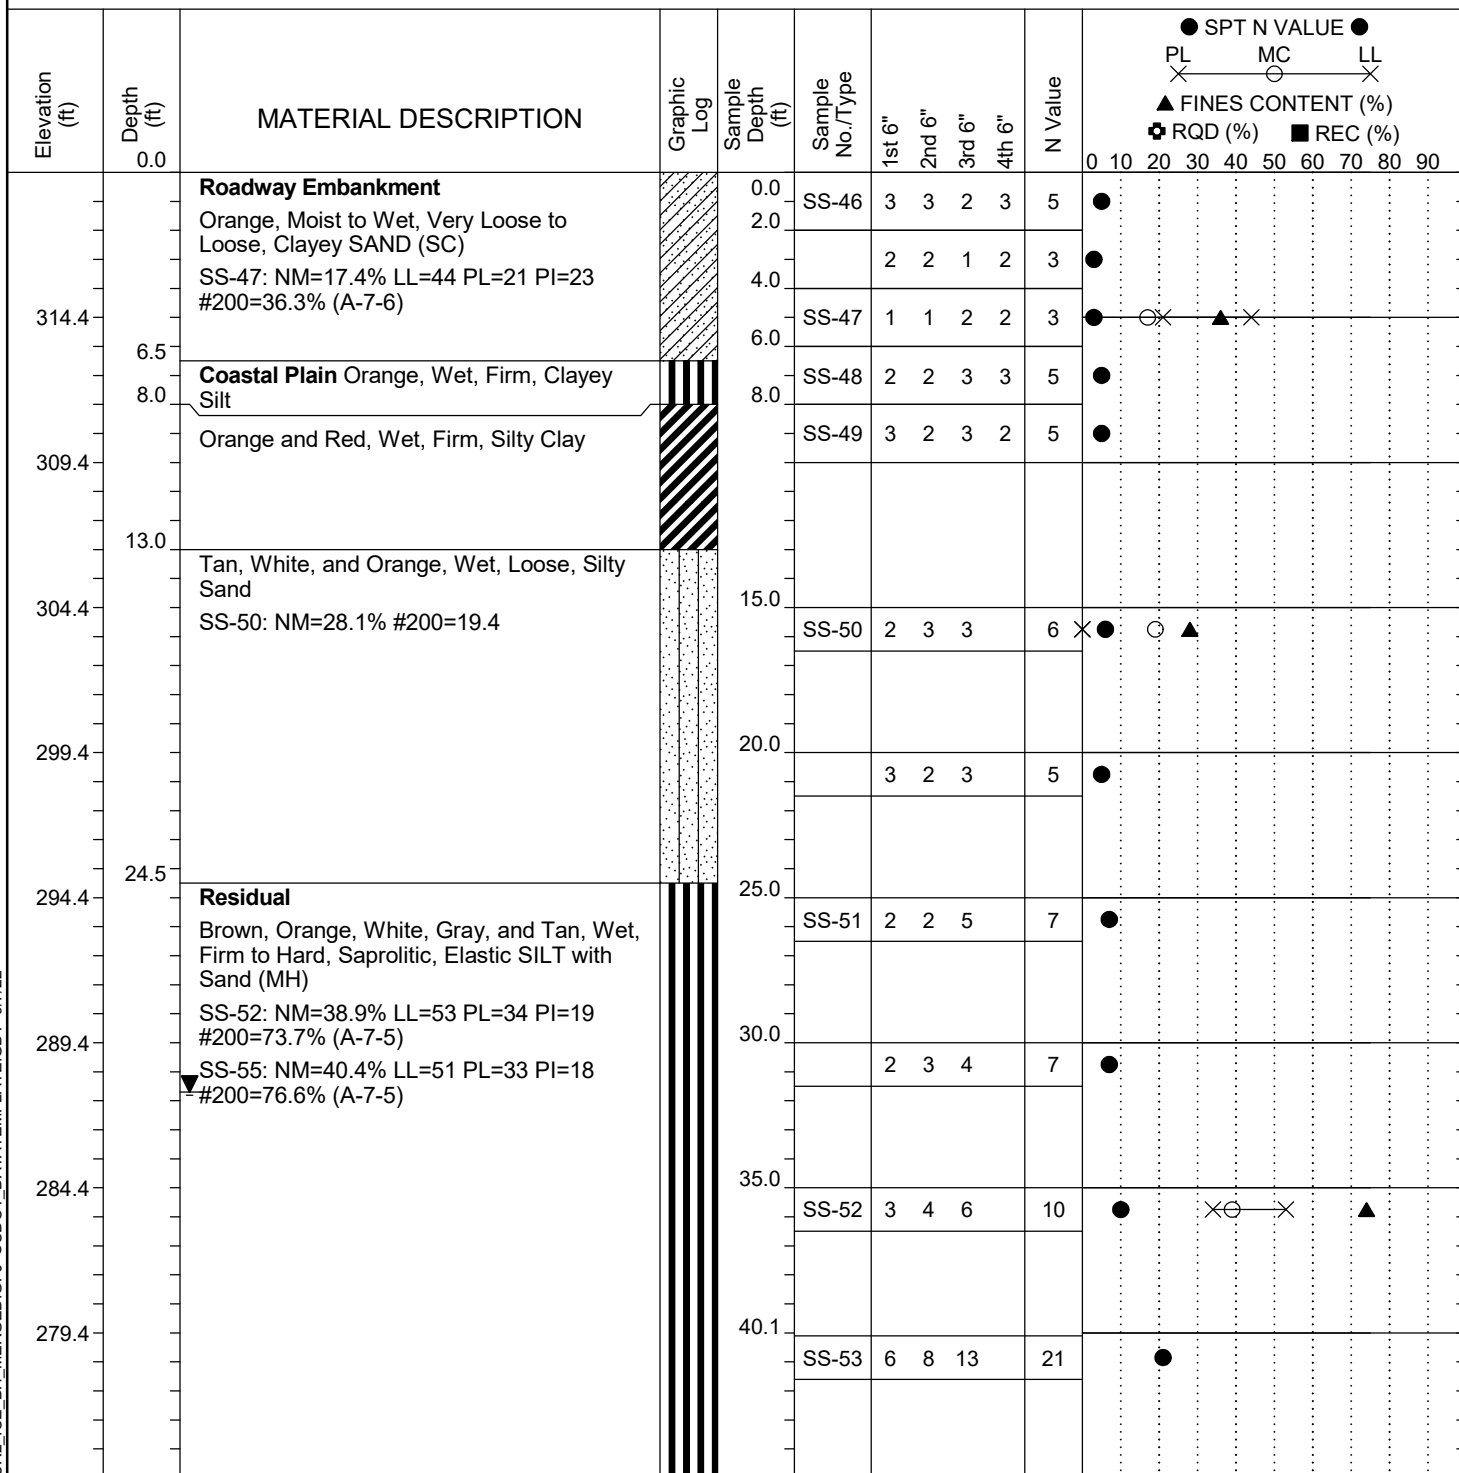 Elevation (ft)
Depth (ft)
0.0
MATERIAL DESCRIPTION
Graphic Log
Sample Depth (ft)
Sample No./Type
1st 6"
2nd 6"
3rd 6"
4th 6"
N Value
SPT N VALUE
PL MC LL
FINES CONTENT (%)
RQD (%) REC (%)
0 10 20 30 40 50 60 70 80 90
Roadway Embankment
Orange, Moist to Wet, Very Loose to
Loose, Clayey SAND (SC)
SS-47: NM=17.4% LL=44 PL=21 PI=23
#200=36.3% (A-7-6)
0.0
SS-46 3 3 2 3 5
2.0
2 2 1 2 3
4.0
314.4
SS-47 1 1 2 2 3
6.0
6.5
Coastal Plain Orange, Wet, Firm, Clayey
Silt
SS-48 2 2 3 3 5
8.0
8.0
Orange and Red, Wet, Firm, Silty Clay
SS-49 3 2 3 2 5
309.4
13.0
Tan, White, and Orange, Wet, Loose, Silty
Sand
SS-50: NM=28.1% #200=19.4
304.4
15.0
SS-50 2 3 3 6
299.4
20.0
3 2 3 5
24.5
Residual
Brown, Orange, White, Gray, and Tan, Wet,
Firm to Hard, Saprolitic, Elastic SILT with
Sand (MH)
SS-52: NM=38.9% LL=53 PL=34 PI=19
#200=73.7% (A-7-5)
SS-55: NM=40.4% LL=51 PL=33 PI=18
#200=76.6% (A-7-5)
294.4
25.0
SS-51 2 2 5 7
289.4
30.0
2 3 4 7
284.4
35.0
SS-52 3 4 6 10
279.4
40.1
SS-53 6 8 13 21